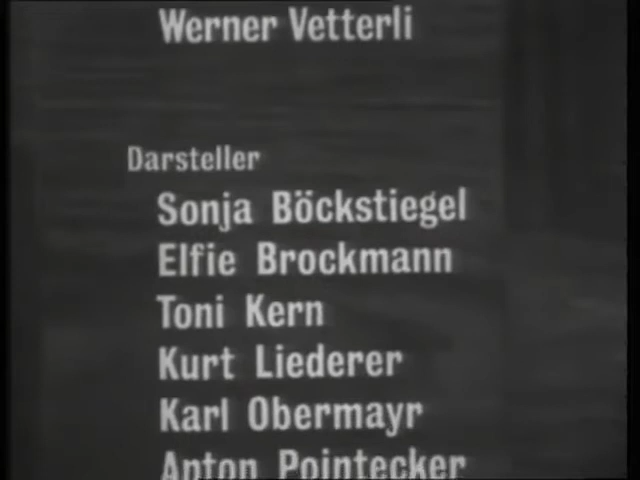 Werner Vetterli
Darsteller
Sonja Böckstiegel
Elfie Brockmann
Toni Kern
Kurt Liederer
Karl Obermayr
Anton Pointecker